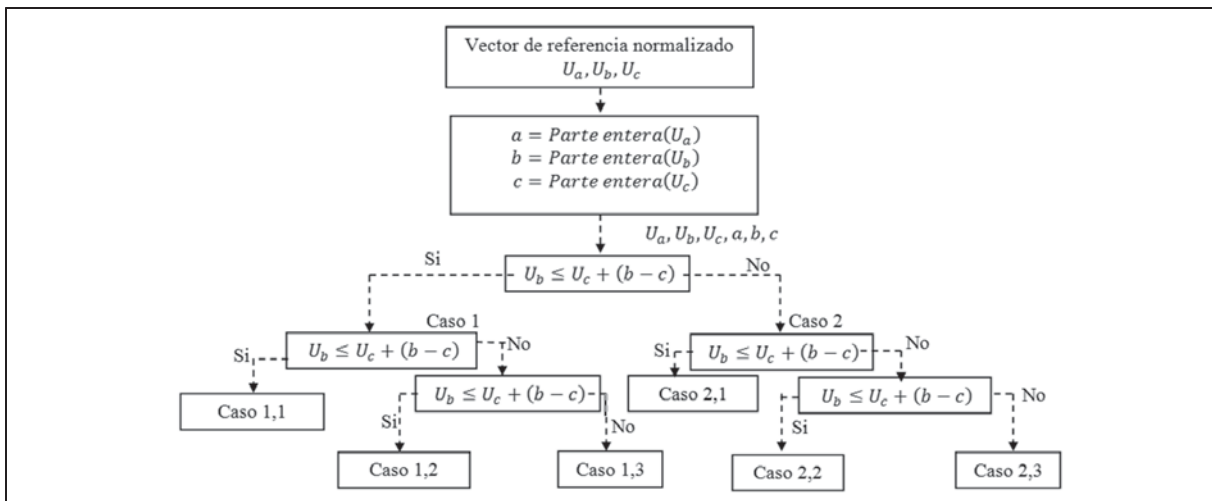 Vector de referencia normalizado
U_a, U_b, U_c
a = Parte entera(U_a)
b = Parte entera(U_b)
c = Parte entera(U_c)
U_a, U_b, U_c, a, b, c
Si
U_b ≤ U_c + (b − c)
No
Caso 1
Caso 2
Si
U_b ≤ U_c + (b − c)
No
Si
U_b ≤ U_c + (b − c)
No
Caso 1,1
U_b ≤ U_c + (b − c)
Caso 2,1
U_b ≤ U_c + (b − c)
No
Si
No
Si
Caso 1,2
Caso 1,3
Caso 2,2
Caso 2,3